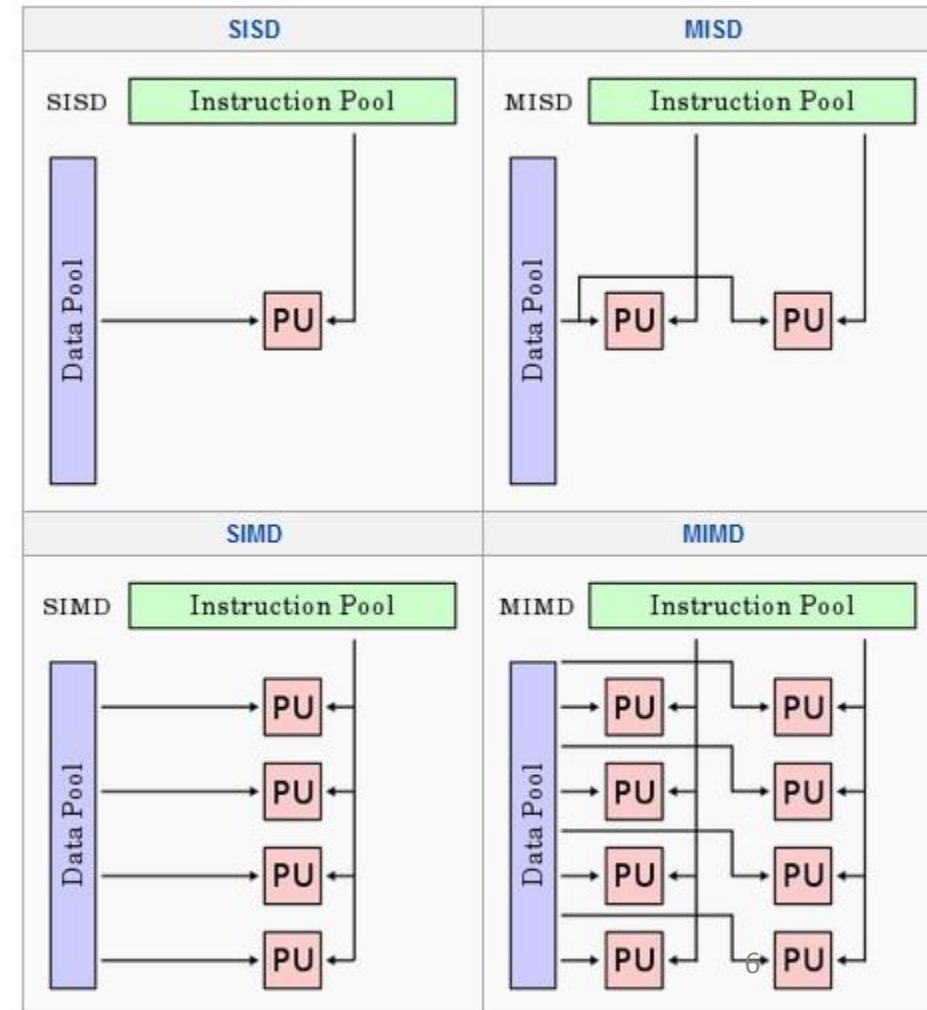 SISD
MISD
SISD
Instruction Pool
MISD
Instruction Pool
Data Pool
PU
Data Pool
PU
PU
SIMD
MIMD
SIMD
Instruction Pool
MIMD
Instruction Pool
Data Pool
PU
PU
PU
PU
Data Pool
PU
PU
PU
PU
PU
PU
PU
6
PU